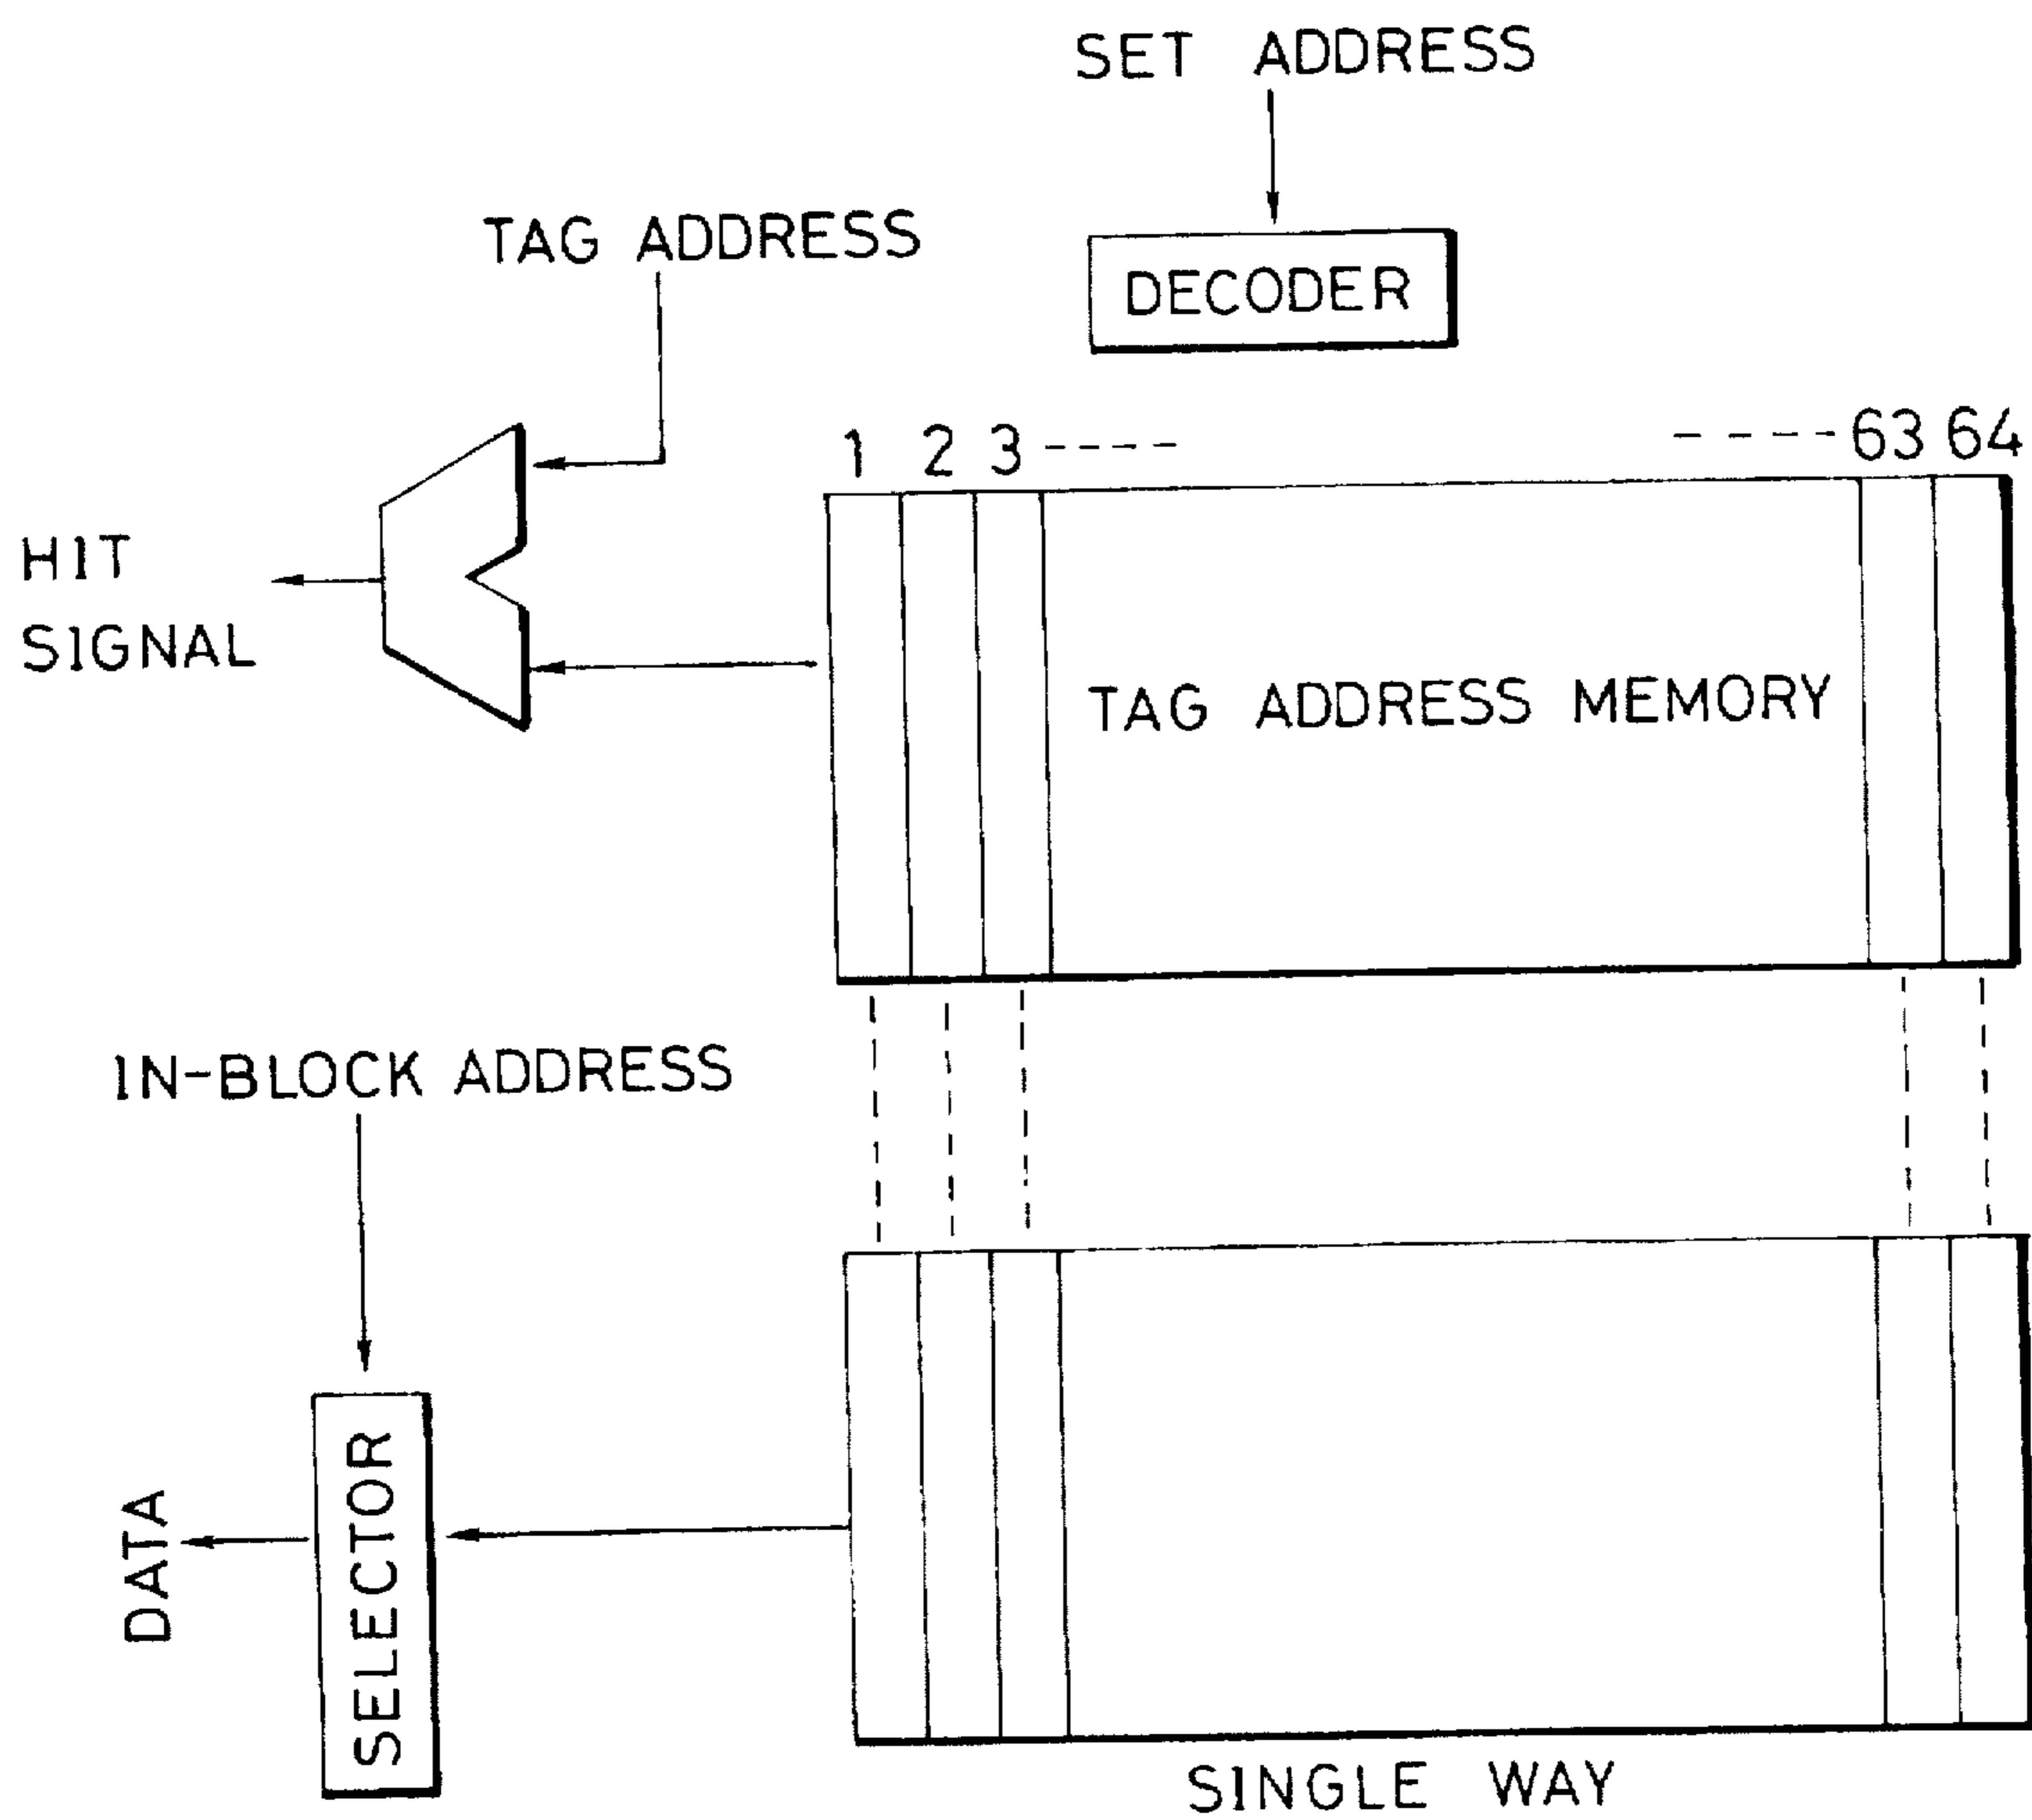 SET ADDRESS
TAG ADDRESS
DECODER
1 2 3 ---- ----- 63 64
HIT
SIGNAL
TAG ADDRESS MEMORY
IN-BLOCK ADDRESS
SELECTOR
DATA
SINGLE WAY